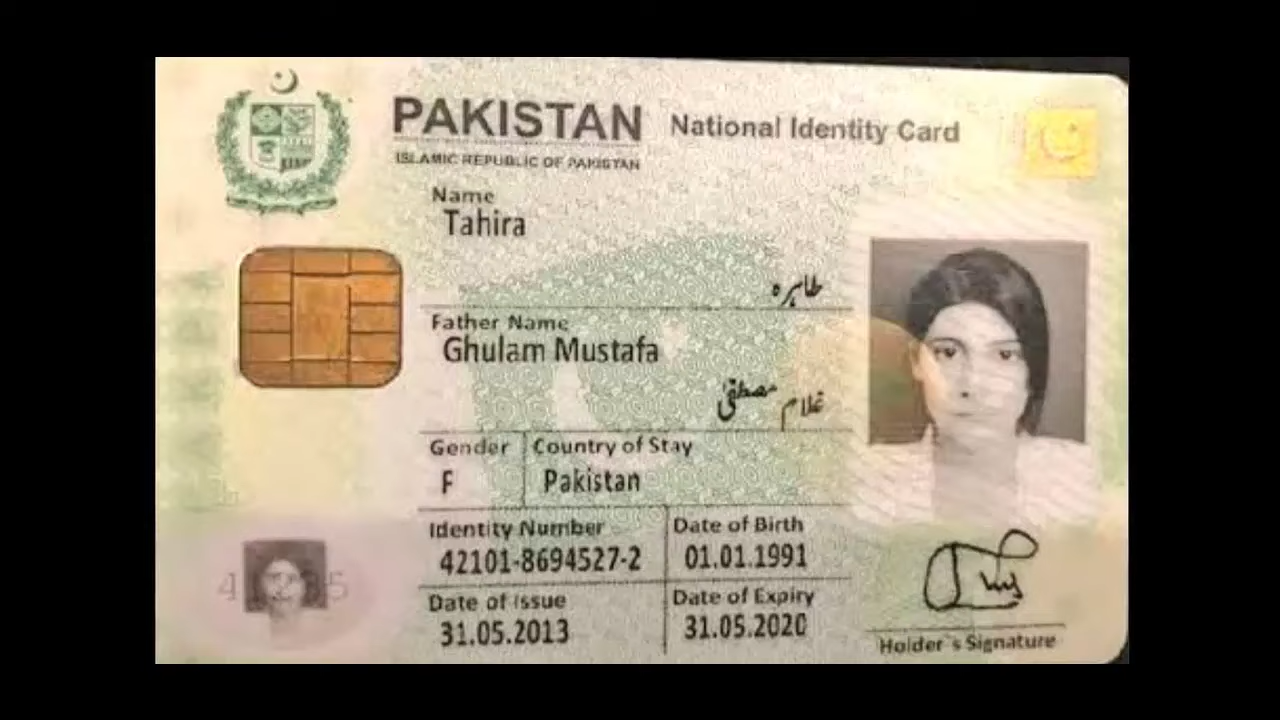 PAKISTAN National Identity Card
ISLAMIC REPUBLIC OF PAKISTAN
Name
Tahira
طاہرہ
Father Name
Ghulam Mustafa
غلام مصطفیٰ
Gender Country of Stay
F Pakistan
Identity Number Date of Birth
42101-8694527-2 01.01.1991
Date of Issue Date of Expiry
31.05.2013 31.05.2020
Holder`s Signature